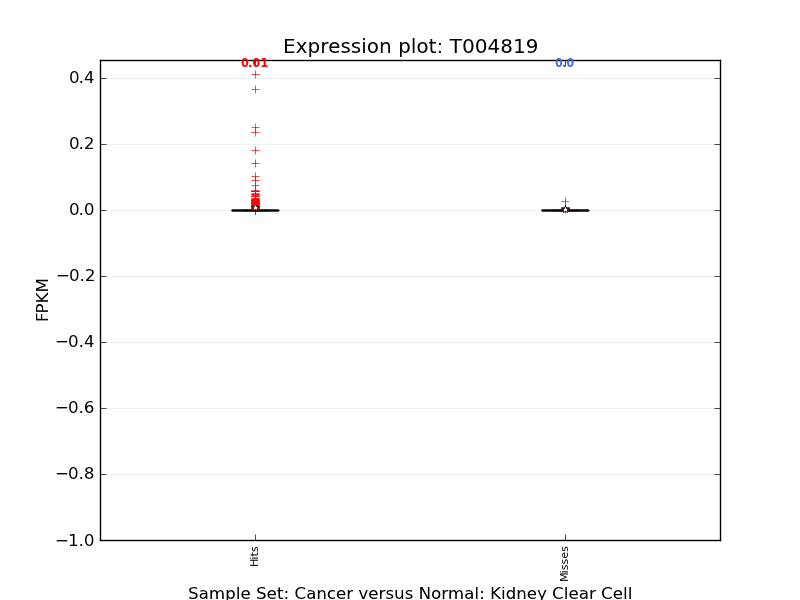 Expression plot: T004819
0.01
0.0
0.4
0.2
0.0
−0.2
−0.4
−0.6
−0.8
−1.0
FPKM
Hits
Misses
Sample Set: Cancer versus Normal: Kidney Clear Cell